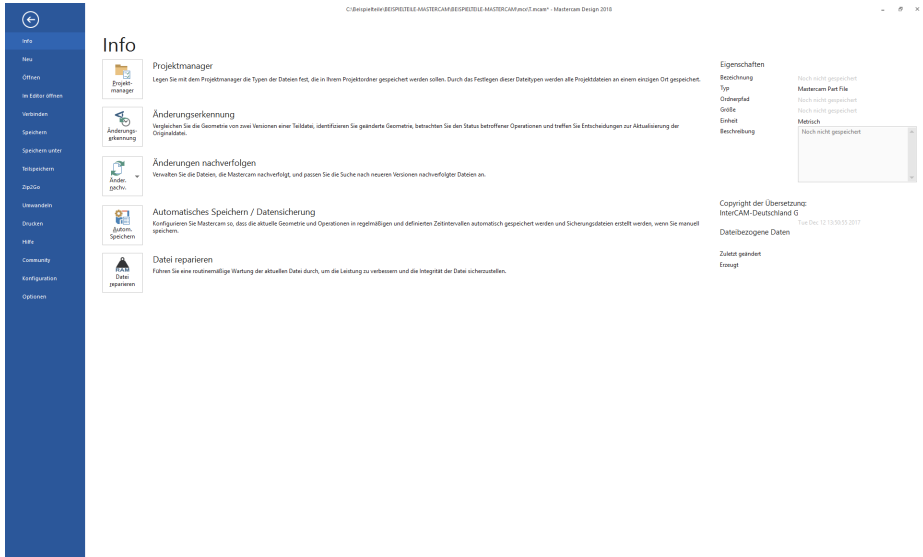 C:\Beispielteile\BEISPIELTEILE-MASTERCAM\BEISPIELTEILE-MASTERCAM\mcx\T.mcam* - Mastercam Design 2018
Info
Neu
Öffnen
Im Editor öffnen
Verbinden
Speichern
Speichern unter
Teilspeichern
Zip2Go
Umwandeln
Drucken
Hilfe
Community
Konfiguration
Optionen
Info
Projekt-
manager
Projektmanager
Legen Sie mit dem Projektmanager die Typen der Dateien fest, die in Ihrem Projektordner gespeichert werden sollen. Durch das Festlegen dieser Dateitypen werden alle Projektdateien an einem einzigen Ort gespeichert.
Änderungs-
erkennung
Änderungserkennung
Vergleichen Sie die Geometrie von zwei Versionen einer Teildatei, identifizieren Sie geänderte Geometrie, betrachten Sie den Status betroffener Operationen und treffen Sie Entscheidungen zur Aktualisierung der
Originaldatei.
Änder.
nachv.
Änderungen nachverfolgen
Verwalten Sie die Dateien, die Mastercam nachverfolgt, und passen Sie die Suche nach neueren Versionen nachverfolgter Dateien an.
Autom.
Speichern
Automatisches Speichern / Datensicherung
Konfigurieren Sie Mastercam so, dass die aktuelle Geometrie und Operationen in regelmäßigen und definierten Zeitintervallen automatisch gespeichert werden und Sicherungsdateien erstellt werden, wenn Sie manuell
speichern.
RAM
Datei
reparieren
Datei reparieren
Führen Sie eine routinemäßige Wartung der aktuellen Datei durch, um die Leistung zu verbessern und die Integrität der Datei sicherzustellen.
Eigenschaften
Bezeichnung Noch nicht gespeichert
Typ Mastercam Part File
Ordnerpfad Noch nicht gespeichert
Größe Noch nicht gespeichert
Einheit Metrisch
Beschreibung Noch nicht gespeichert
Copyright der Übersetzung:
InterCAM-Deutschland G
Tue Dec 12 13:56:55 2017
Dateibezogene Daten
Zuletzt geändert
Erzeugt